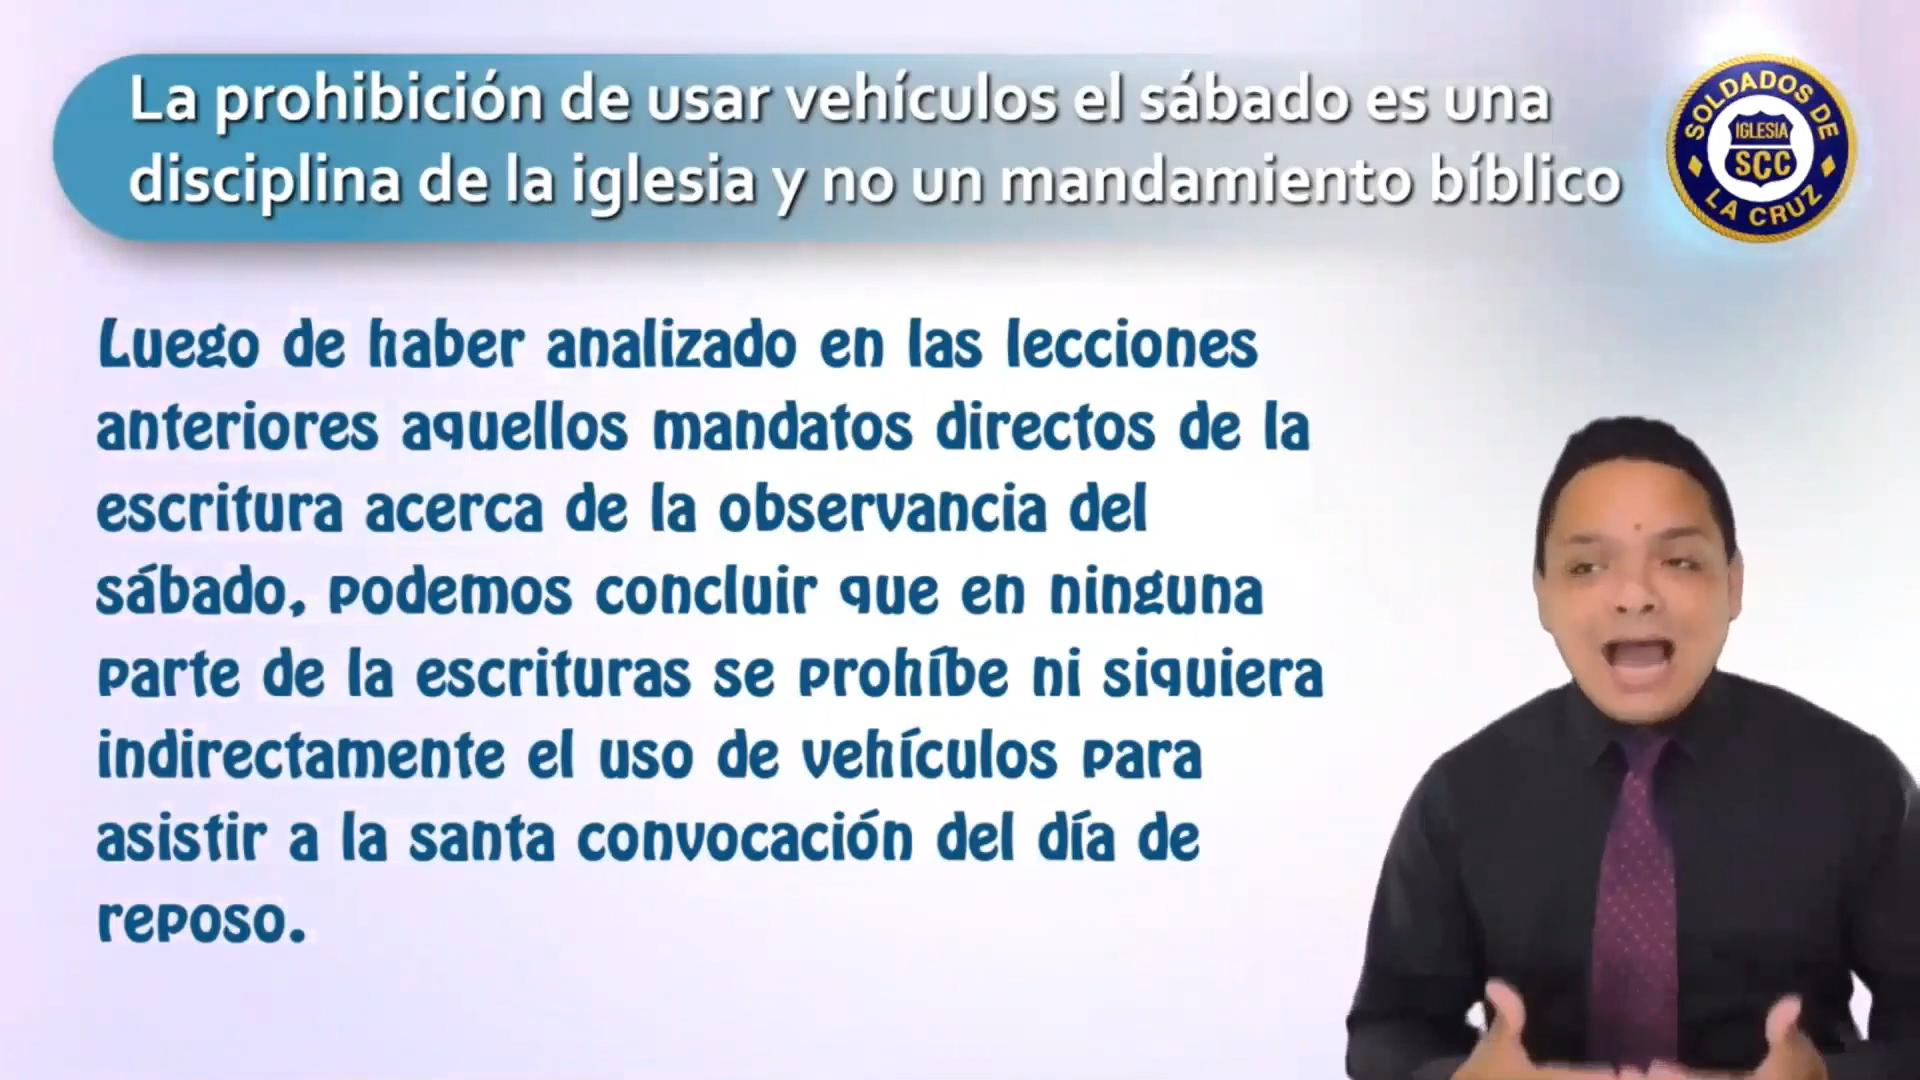 La prohibición de usar vehículos el sábado es una
disciplina de la iglesia y no un mandamiento bíblico
SOLDADOS DE
IGLESIA
SCC
LA CRUZ
Luego de haber analizado en las lecciones
anteriores aquellos mandatos directos de la
escritura acerca de la observancia del
sábado, podemos concluir que en ninguna
parte de la escrituras se prohíbe ni siquiera
indirectamente el uso de vehículos para
asistir a la santa convocación del día de
reposo.